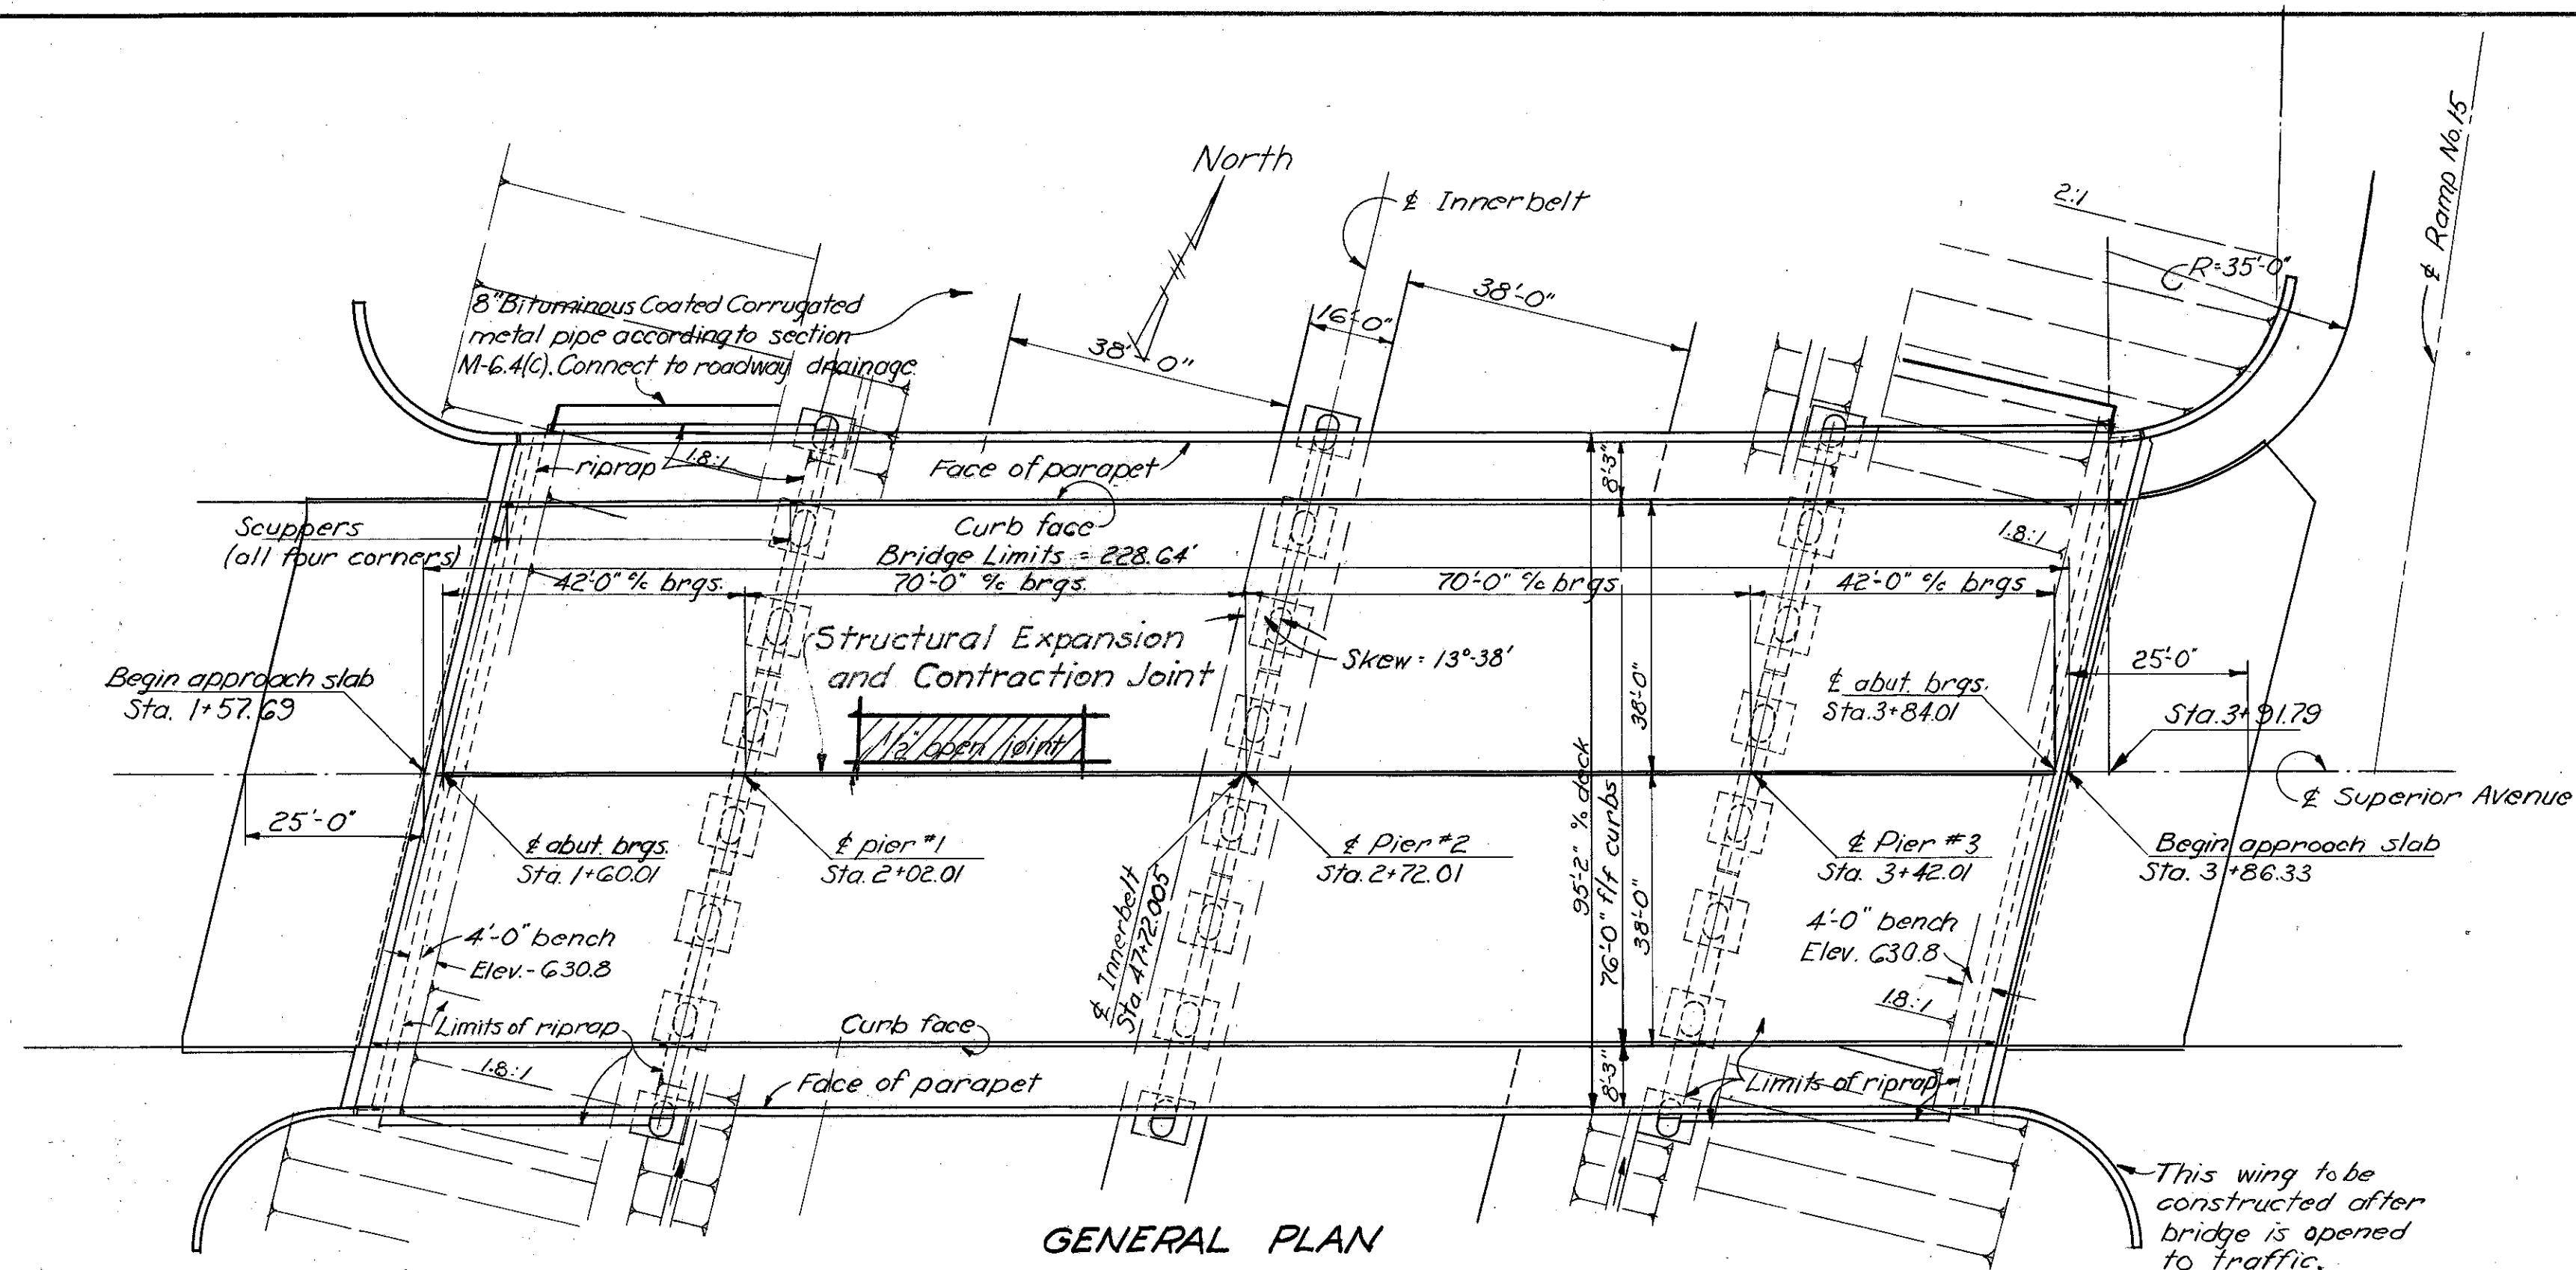 North
₵ Innerbelt
2:1
₵ Ramp No. 15
R=35'-0"
38'-0"
16'-0"
38'-0"
8" Bituminous Coated Corrugated
metal pipe according to section
M-6.4(c). Connect to roadway drainage.
riprap
1.8:1
Face of parapet
8'-3"
Scuppers
(all four corners)
Curb face
1.8:1
Bridge Limits = 228.64'
42'-0" c/c brgs.
70'-0" c/c brgs.
70'-0" c/c brgs
42'-0" c/c brgs
Structural Expansion
and Contraction Joint
Skew = 13°-38'
Begin approach slab
Sta. 1+57.69
1/2" open joint
38'-0"
₵ abut. brgs.
Sta. 3+84.01
25'-0"
Sta. 3+91.79
₵ Superior Avenue
25'-0"
₵ abut. brgs.
Sta. 1+60.01
₵ pier #1
Sta. 2+02.01
₵ Innerbelt
Sta. 47+72.005
₵ Pier #2
Sta. 2+72.01
95'-2" % deck
76'-0" f/f curbs
38'-0"
₵ Pier #3
Sta. 3+42.01
Begin approach slab
Sta. 3+86.33
4'-0" bench
Elev.- 630.8
4'-0" bench
Elev. 630.8
1.8:1
Limits of riprap
Curb face
1.8:1
Face of parapet
8'-3"
Limits of riprap
This wing to be
constructed after
bridge is opened
to traffic.
GENERAL PLAN